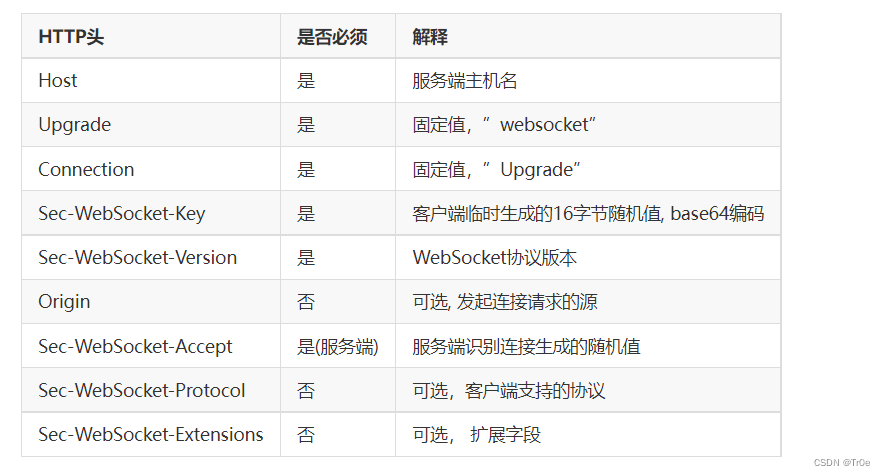 HTTP头 是否必须 解释
Host 是 服务端主机名
Upgrade 是 固定值，”websocket”
Connection 是 固定值，”Upgrade”
Sec-WebSocket-Key 是 客户端临时生成的16字节随机值, base64编码
Sec-WebSocket-Version 是 WebSocket协议版本
Origin 否 可选, 发起连接请求的源
Sec-WebSocket-Accept 是(服务端) 服务端识别连接生成的随机值
Sec-WebSocket-Protocol 否 可选，客户端支持的协议
Sec-WebSocket-Extensions 否 可选， 扩展字段
CSDN @Tr0e